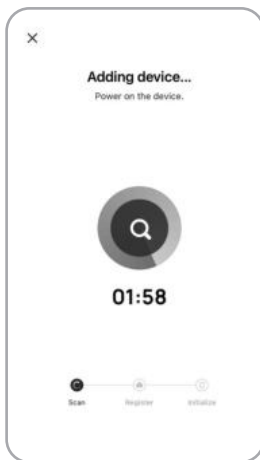 Adding device...
Power on the device.
01:58
Scan
Register
Initialize